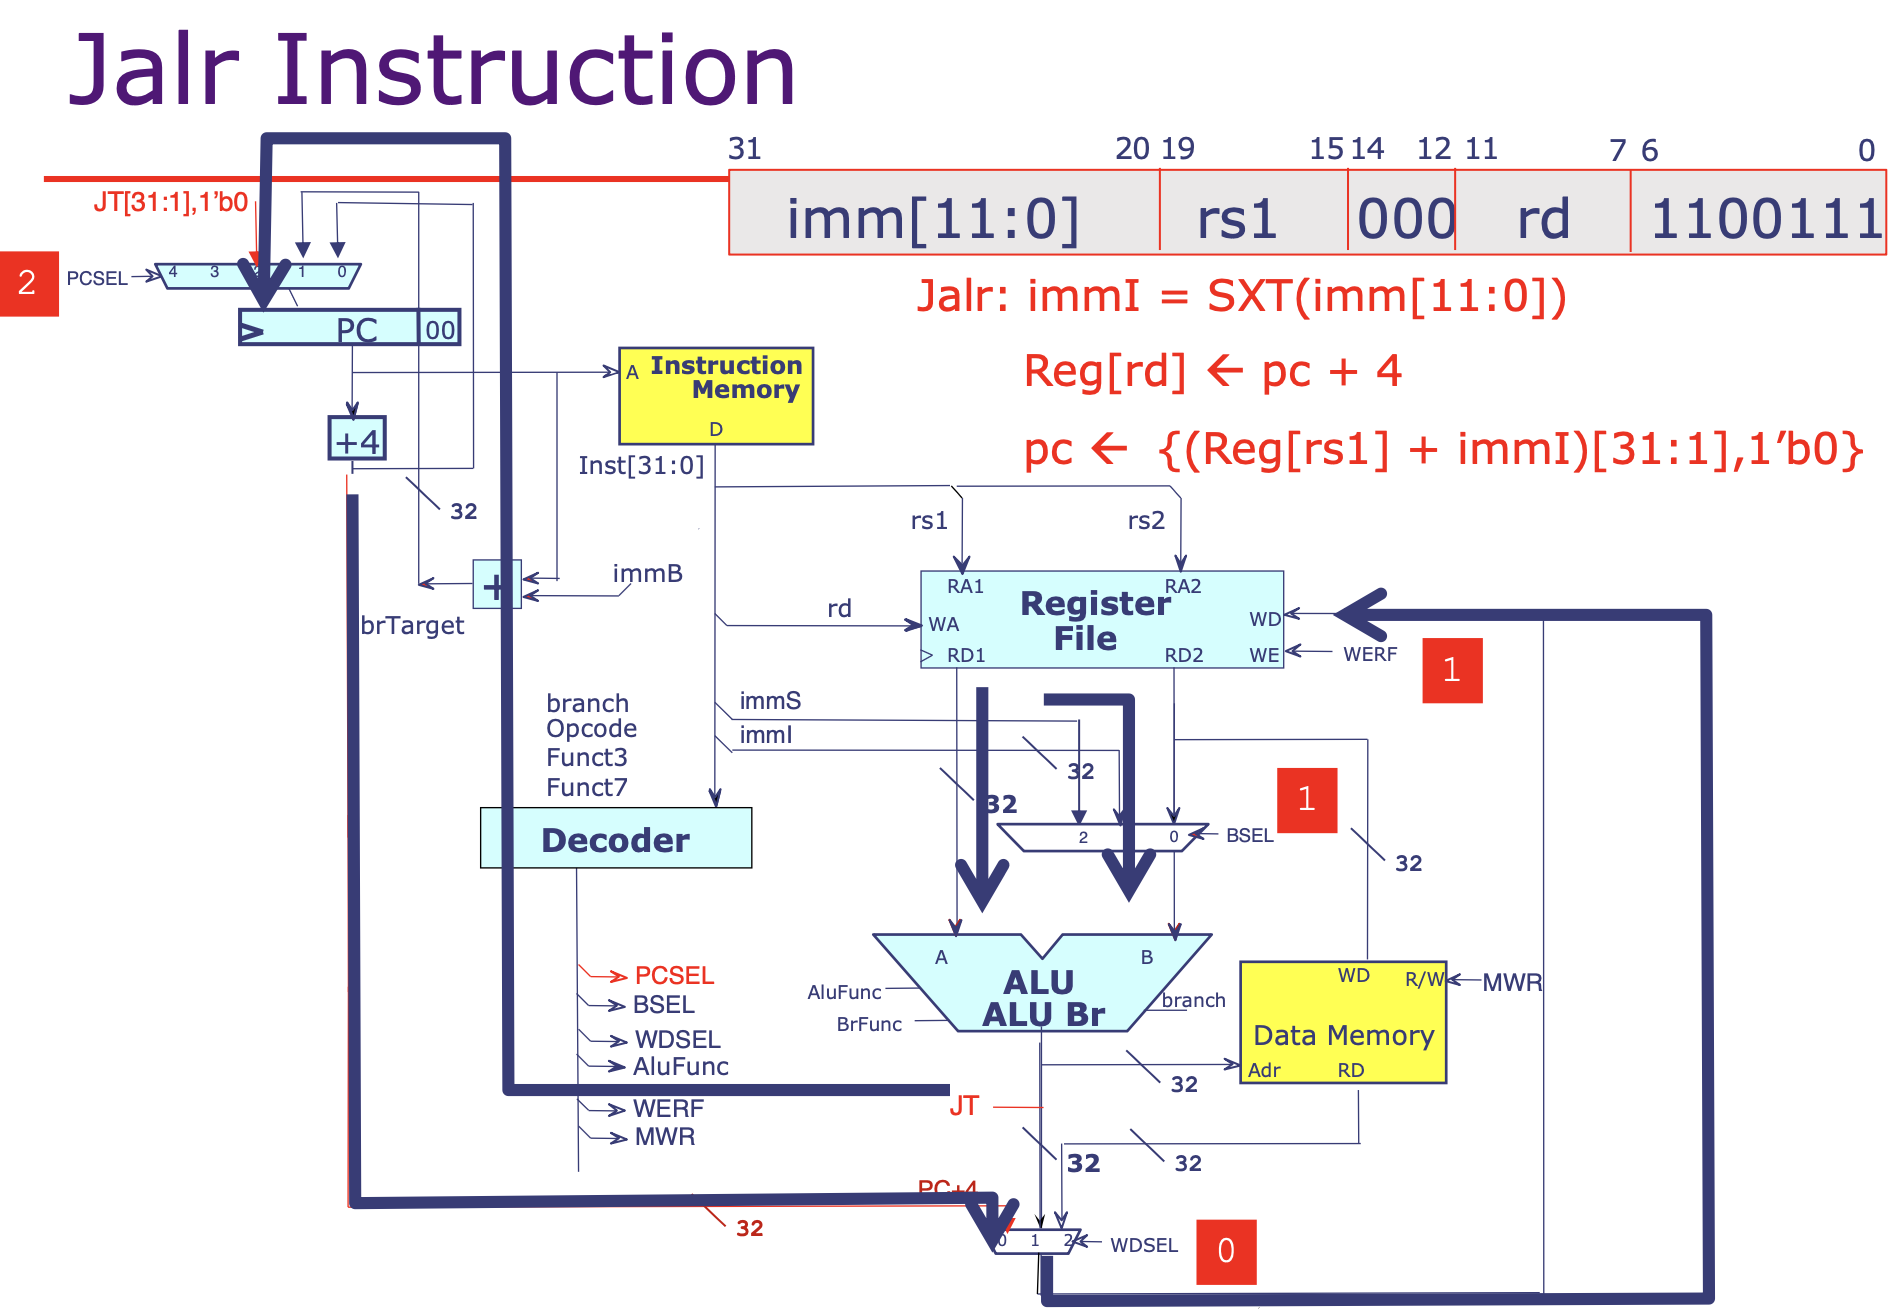 Jalr Instruction
31 20 19 15 14 12 11 7 6 0
imm[11:0] rs1 000 rd 1100111
JT[31:1],1'b0
2
PCSEL
4 3 2 1 0
PC 00
Jalr: immI = SXT(imm[11:0])
Reg[rd] ← pc + 4
pc ← {(Reg[rs1] + immI)[31:1],1'b0}
A Instruction
Memory
D
+4
Inst[31:0]
32
rs1 rs2
+
immB
brTarget
rd
RA1 RA2
Register
File
WA WD
RD1 RD2 WE
WERF
1
immS
immI
branch
Opcode
Funct3
Funct7
32
32
1
2 0
BSEL
32
Decoder
A B
ALU
ALU Br
AluFunc
BrFunc
branch
WD R/W
MWR
Data Memory
Adr RD
PCSEL
BSEL
WDSEL
AluFunc
WERF
MWR
32
JT
32
32
PC+4
32
0 1 2
WDSEL
0